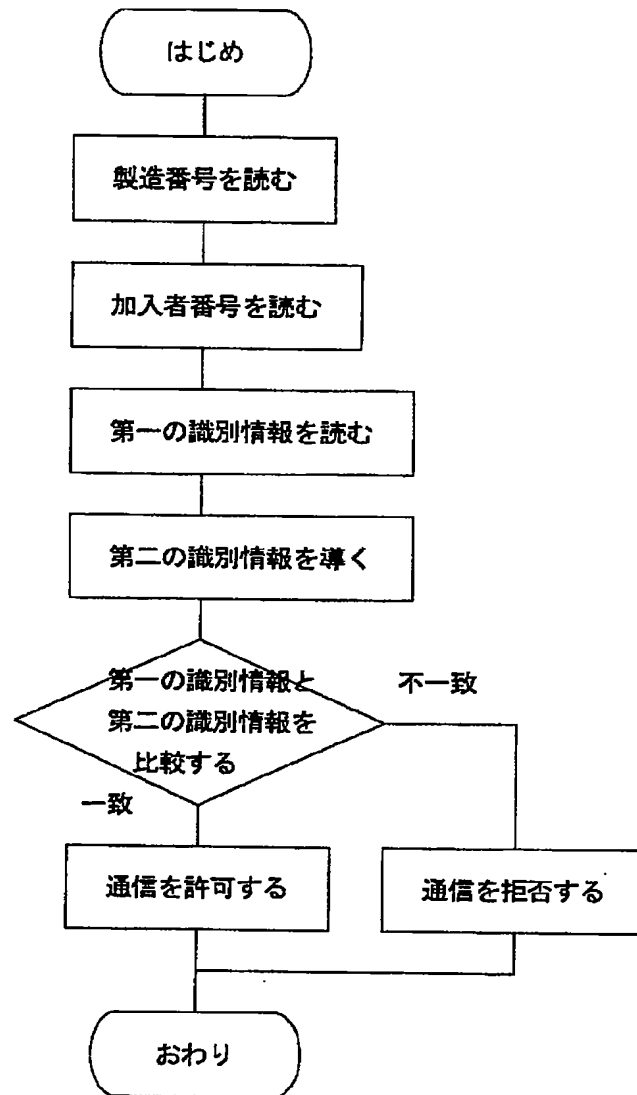 はじめ
製造番号を読む
加入者番号を読む
第一の識別情報を読む
第二の識別情報を導く
第一の識別情報と
第二の識別情報を
比較する
不一致
一致
通信を許可する
通信を拒否する
おわり